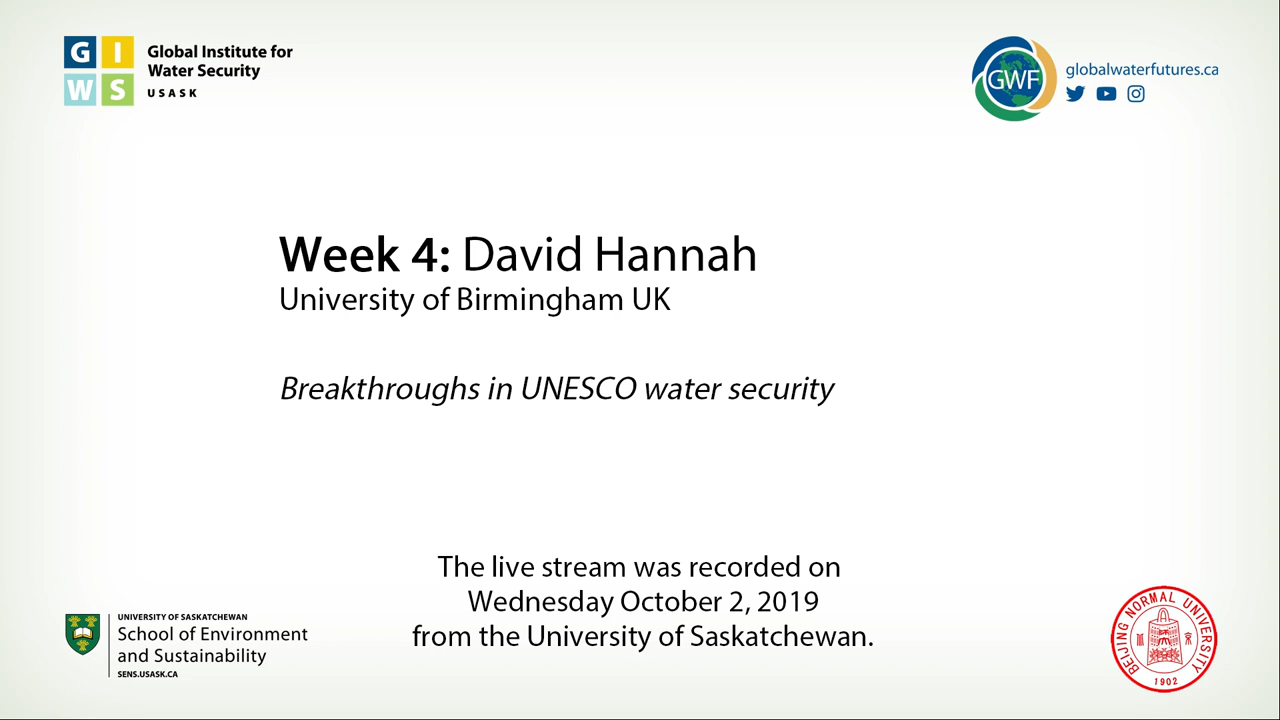 G I
W S
Global Institute for
Water Security
USASK
GWF
globalwaterfutures.ca
Week 4: David Hannah
University of Birmingham UK
Breakthroughs in UNESCO water security
The live stream was recorded on
Wednesday October 2, 2019
from the University of Saskatchewan.
UNIVERSITY OF SASKATCHEWAN
School of Environment
and Sustainability
SENS.USASK.CA
BEIJING NORMAL UNIVERSITY
1902